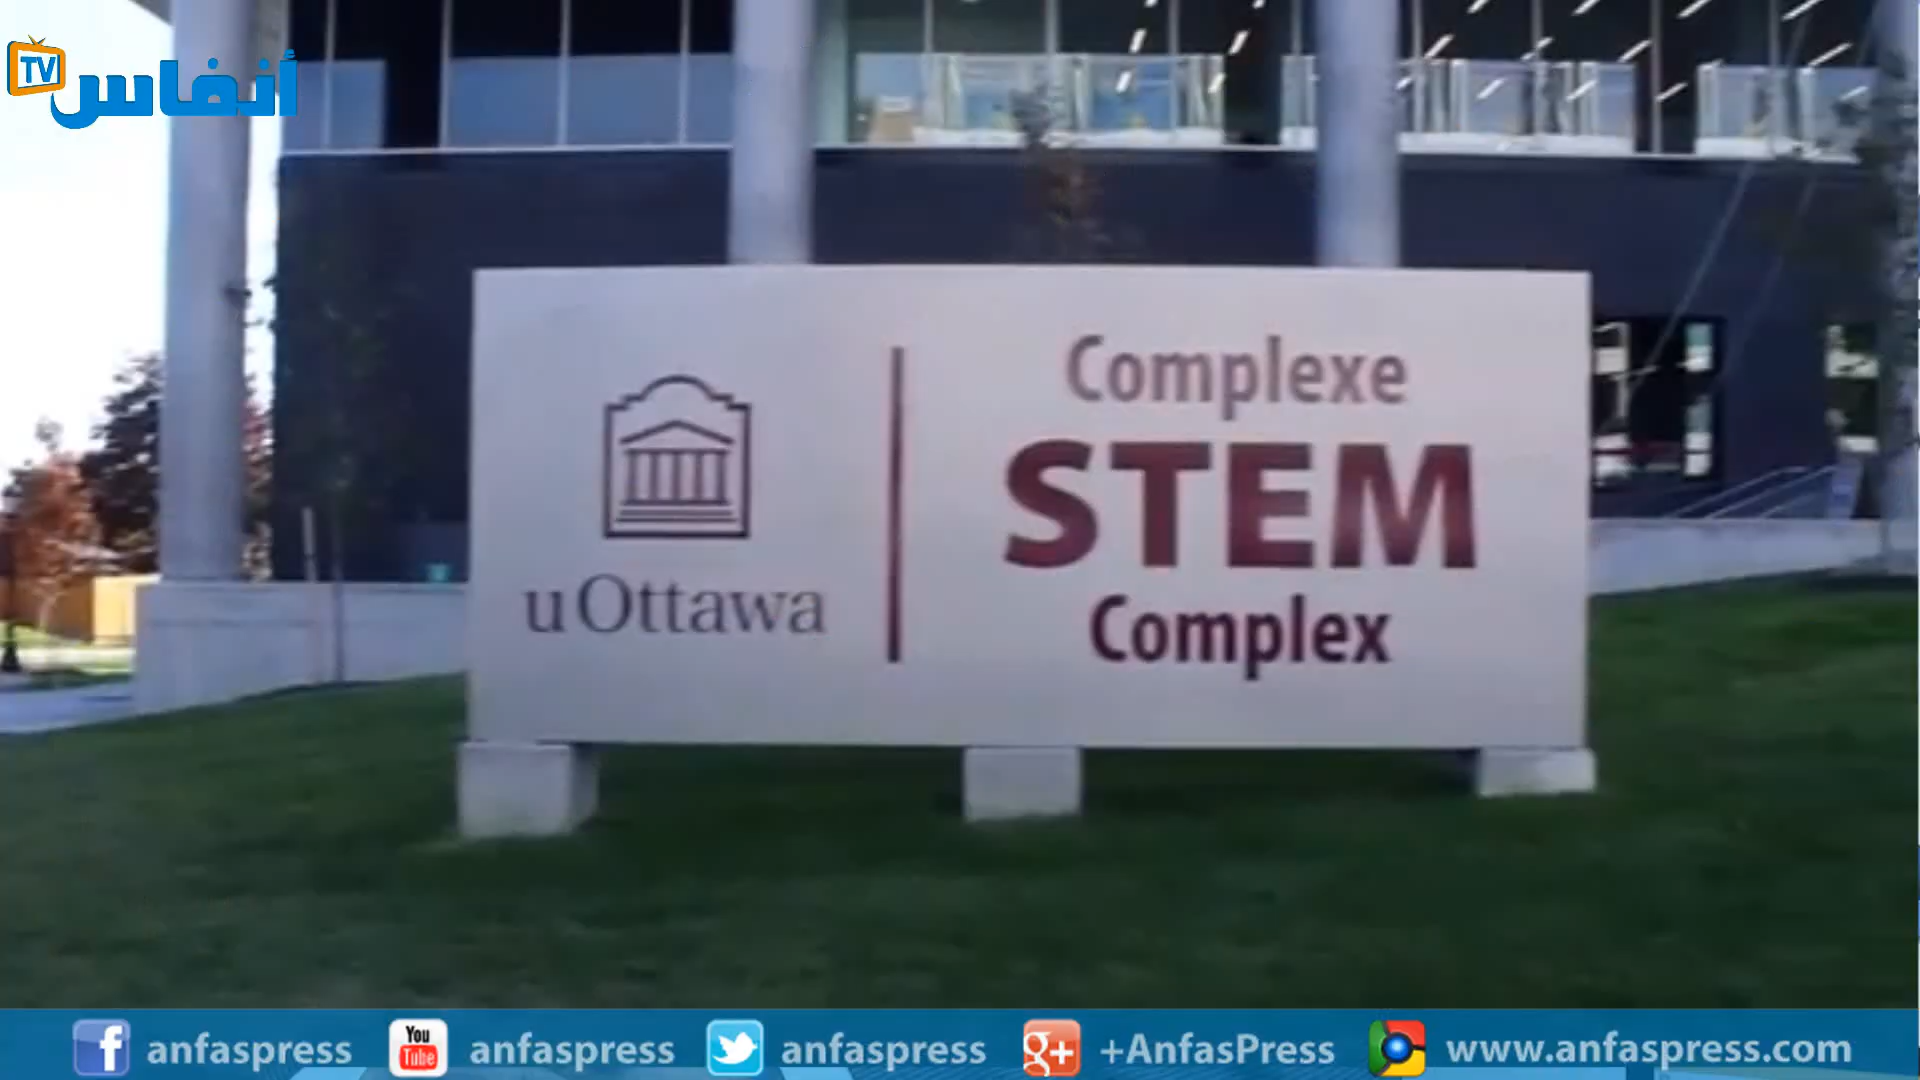 TV أنفاس
uOttawa
Complexe
STEM
Complex
anfaspress
You Tube anfaspress
anfaspress
g+ +AnfasPress
www.anfaspress.com